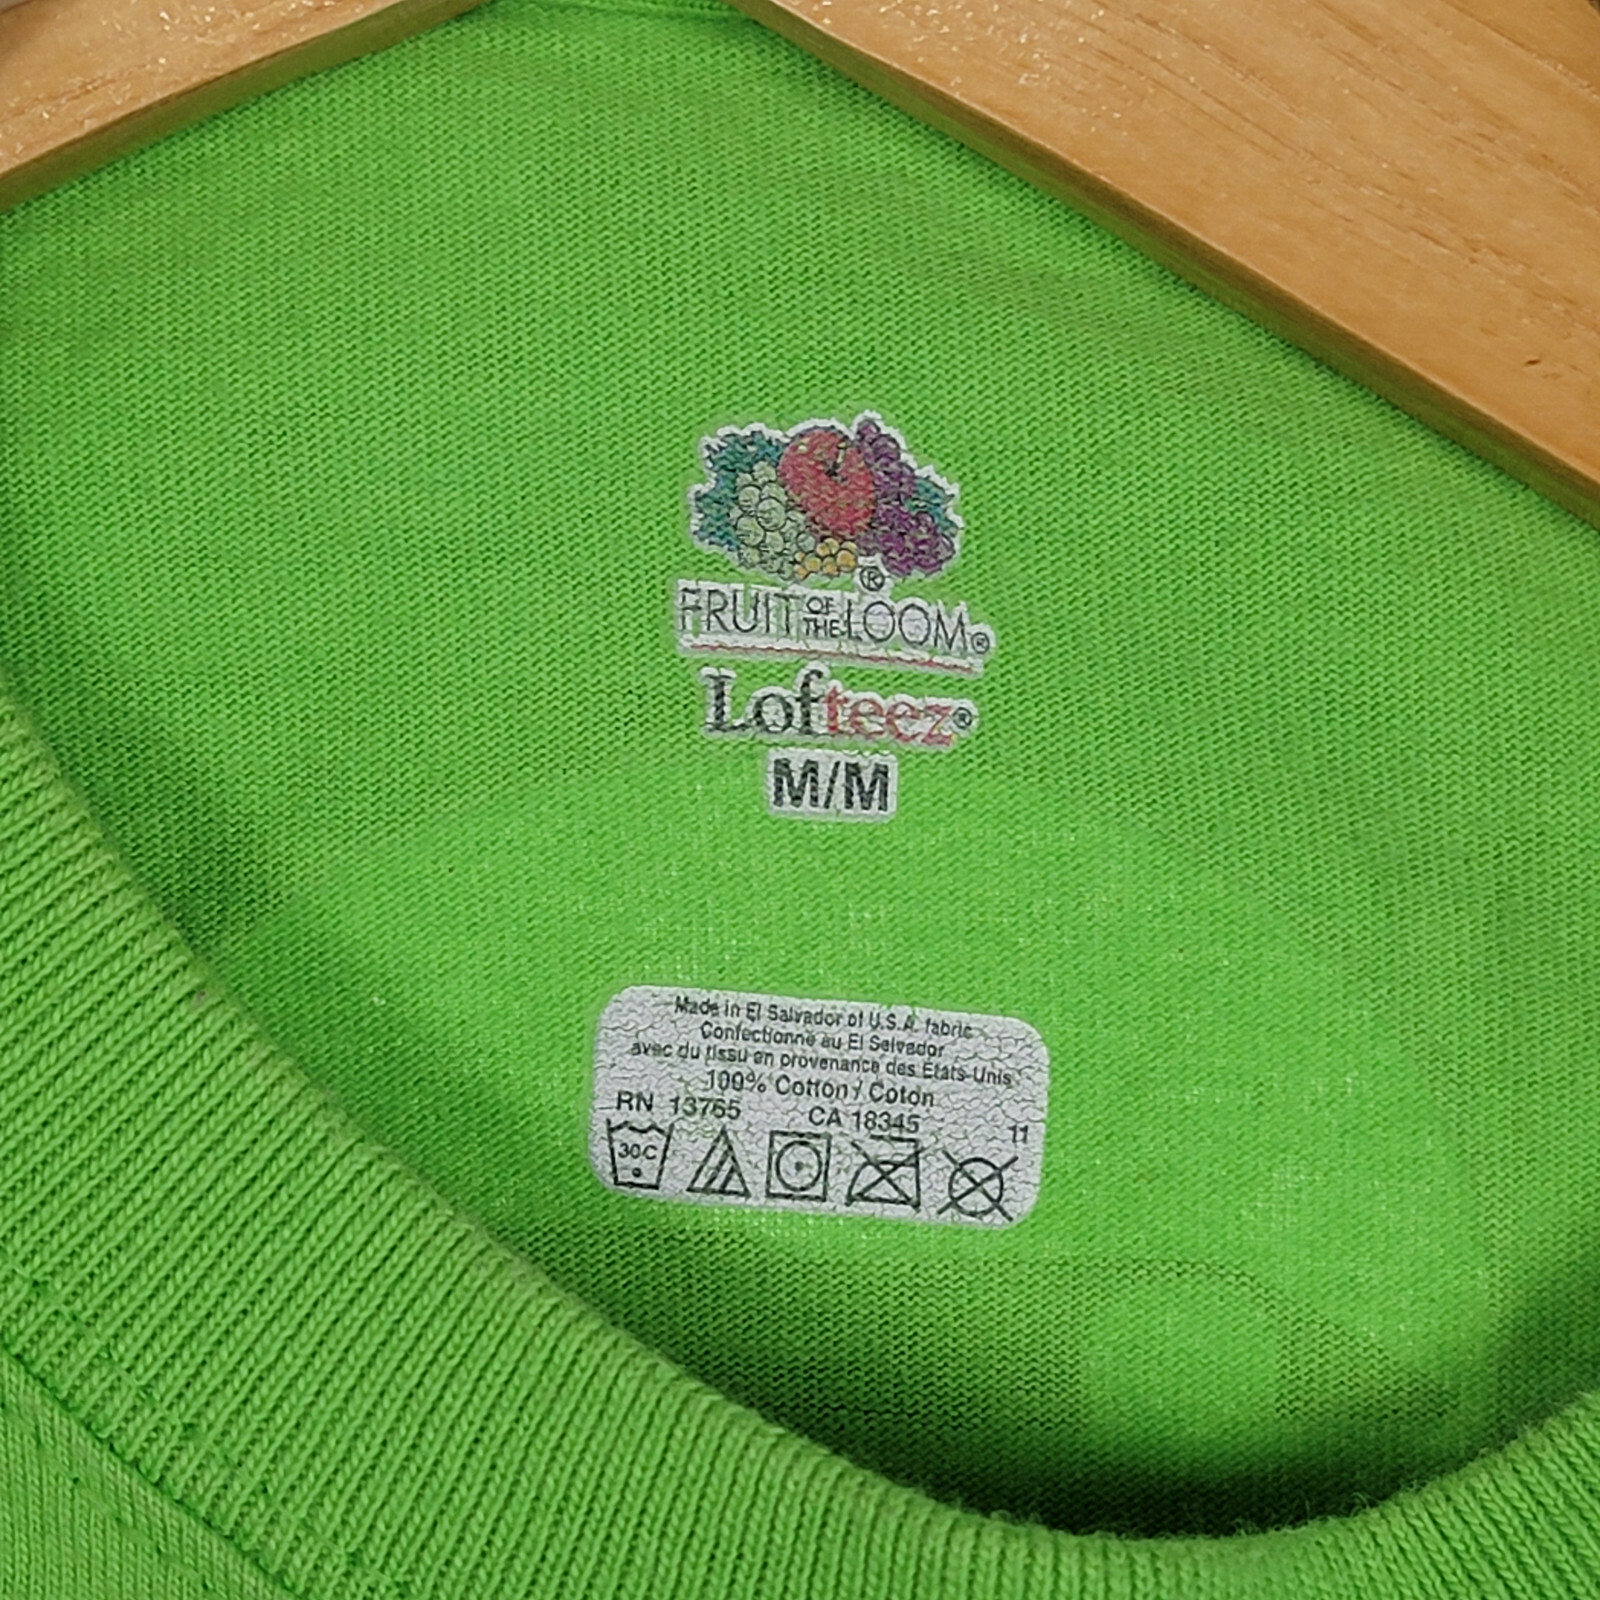 ®
FRUIT OF THE LOOM®
Lofteez®
M/M
Made in El Salvador of U.S.A. fabric
Confectionné au El Salvador
avec du tissu en provenance des États-Unis
100% Cotton / Coton
RN 13765 CA 18345 11
30C